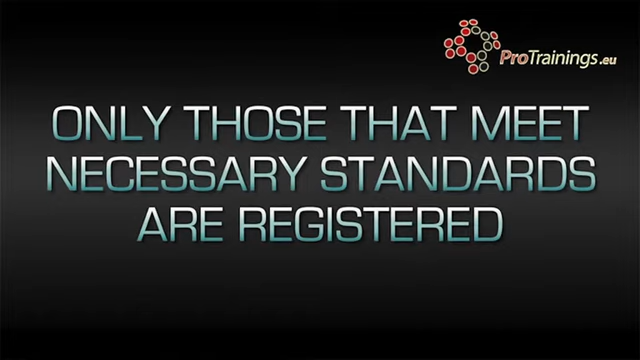 ProTrainings.eu
ONLY THOSE THAT MEET
NECESSARY STANDARDS
ARE REGISTERED